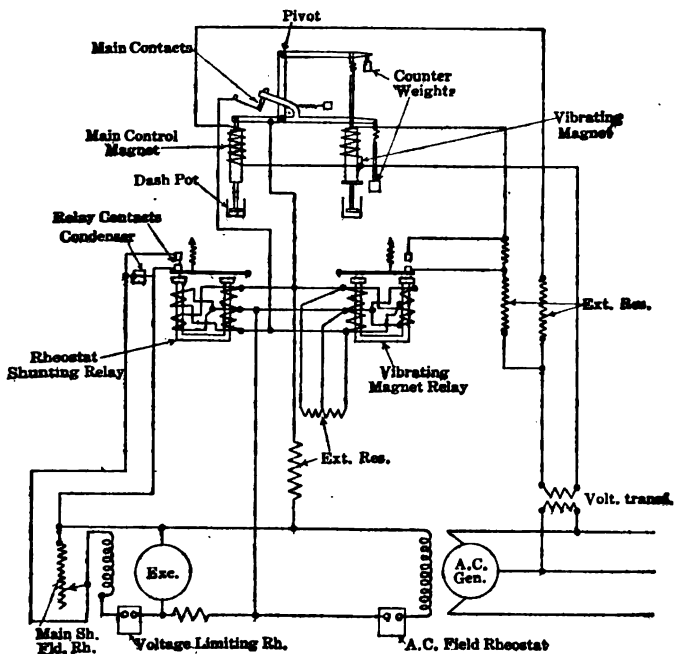 Pivot
Main Contacts
Counter
Weights
Vibrating
Magnet
Main Control
Magnet
Dash Pot
Relay Contacts
Condenser
Ext. Res.
Rheostat
Shunting Relay
Vibrating
Magnet Relay
Ext. Res.
Volt. transf.
Exc.
A.C.
Gen.
Main Sh.
Fld. Rh.
Voltage Limiting Rh.
A.C. Field Rheostat